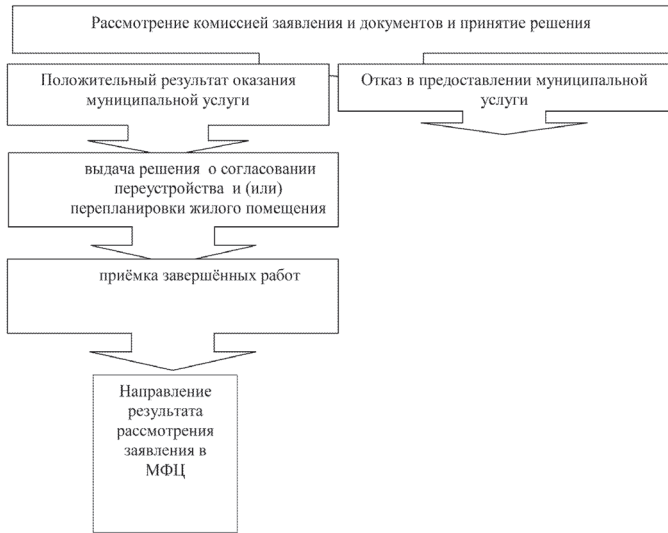 Рассмотрение комиссией заявления и документов и принятие решения
Положительный результат оказания
муниципальной услуги
Отказ в предоставлении муниципальной
услуги
выдача решения о согласовании
переустройства и (или)
перепланировки жилого помещения
приёмка завершённых работ
Направление
результата
рассмотрения
заявления в
МФЦ